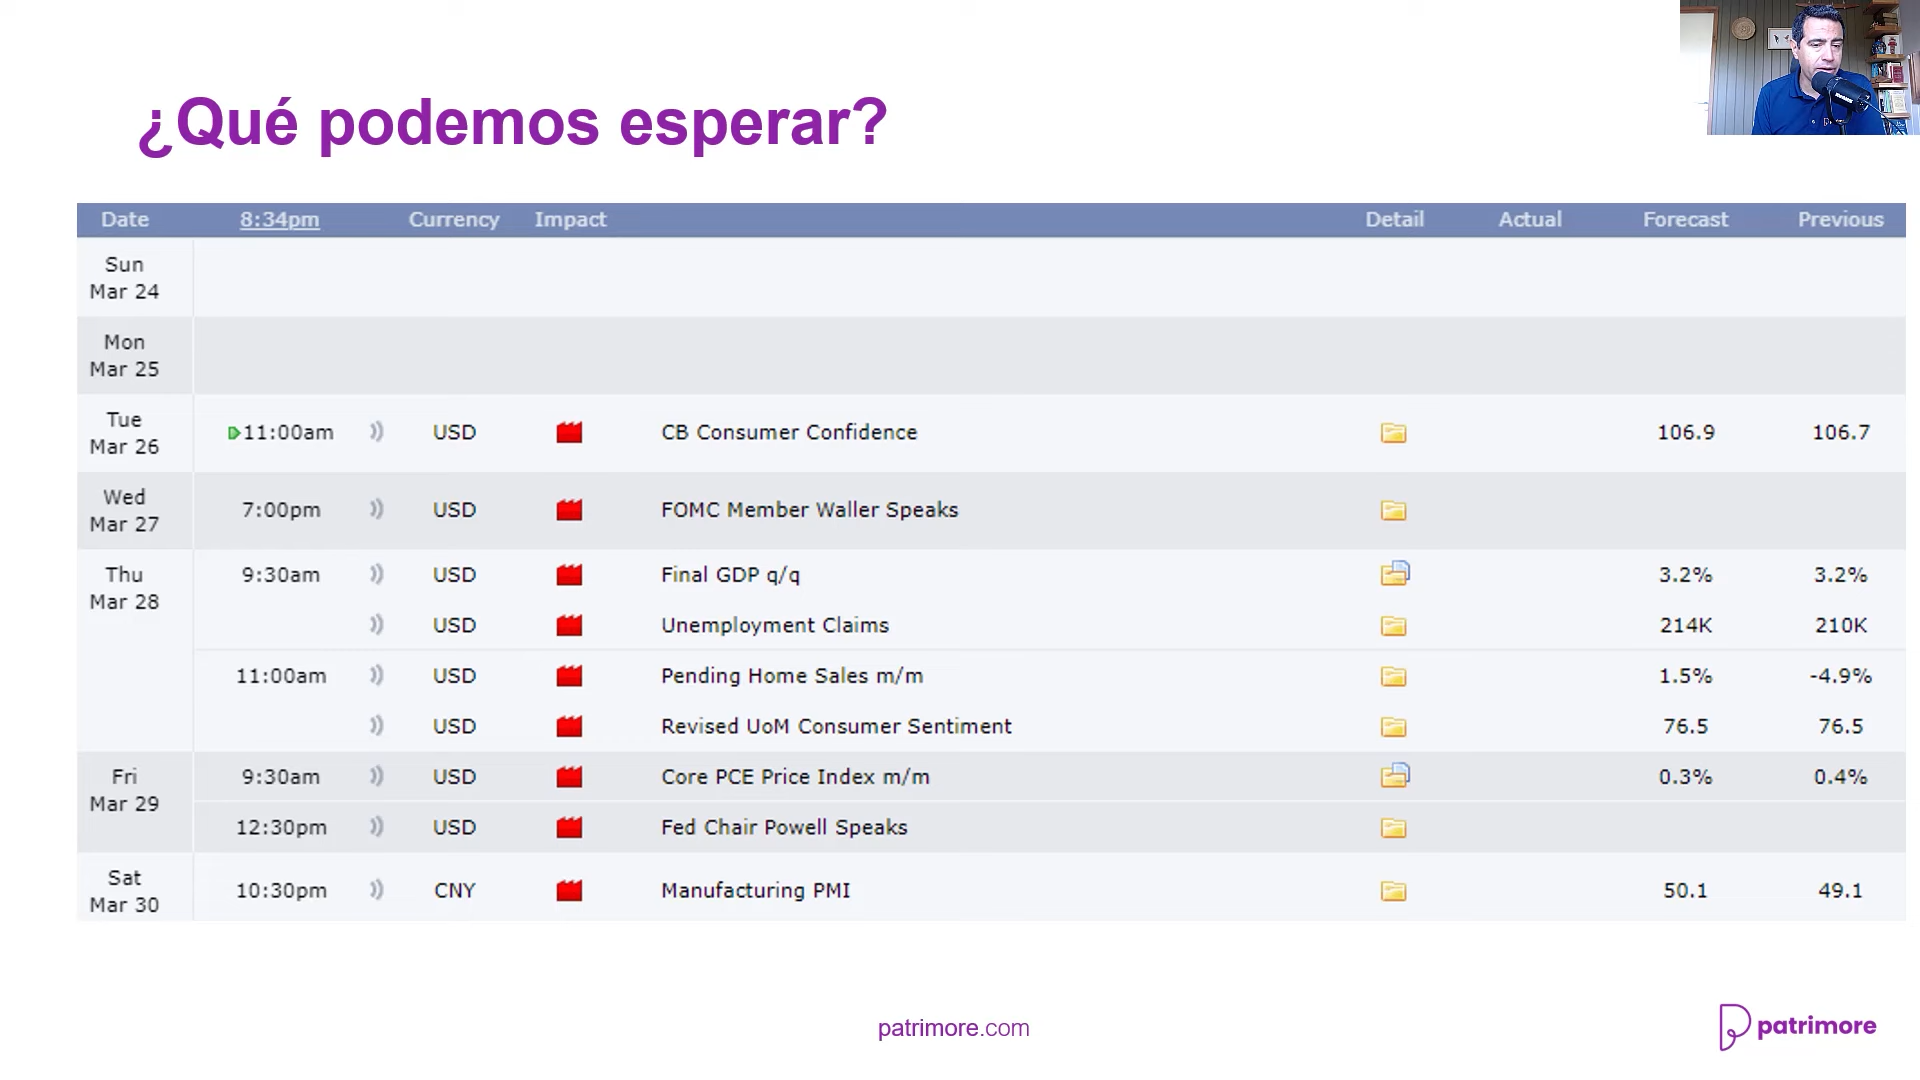 ¿Qué podemos esperar?
Date 8:34pm Currency Impact Detail Actual Forecast Previous
Sun
Mar 24
Mon
Mar 25
Tue
Mar 26
11:00am USD CB Consumer Confidence 106.9 106.7
Wed
Mar 27
7:00pm USD FOMC Member Waller Speaks
Thu
Mar 28
9:30am USD Final GDP q/q 3.2% 3.2%
USD Unemployment Claims 214K 210K
11:00am USD Pending Home Sales m/m 1.5% -4.9%
USD Revised UoM Consumer Sentiment 76.5 76.5
Fri
Mar 29
9:30am USD Core PCE Price Index m/m 0.3% 0.4%
12:30pm USD Fed Chair Powell Speaks
Sat
Mar 30
10:30pm CNY Manufacturing PMI 50.1 49.1
patrimore.com
patrimore